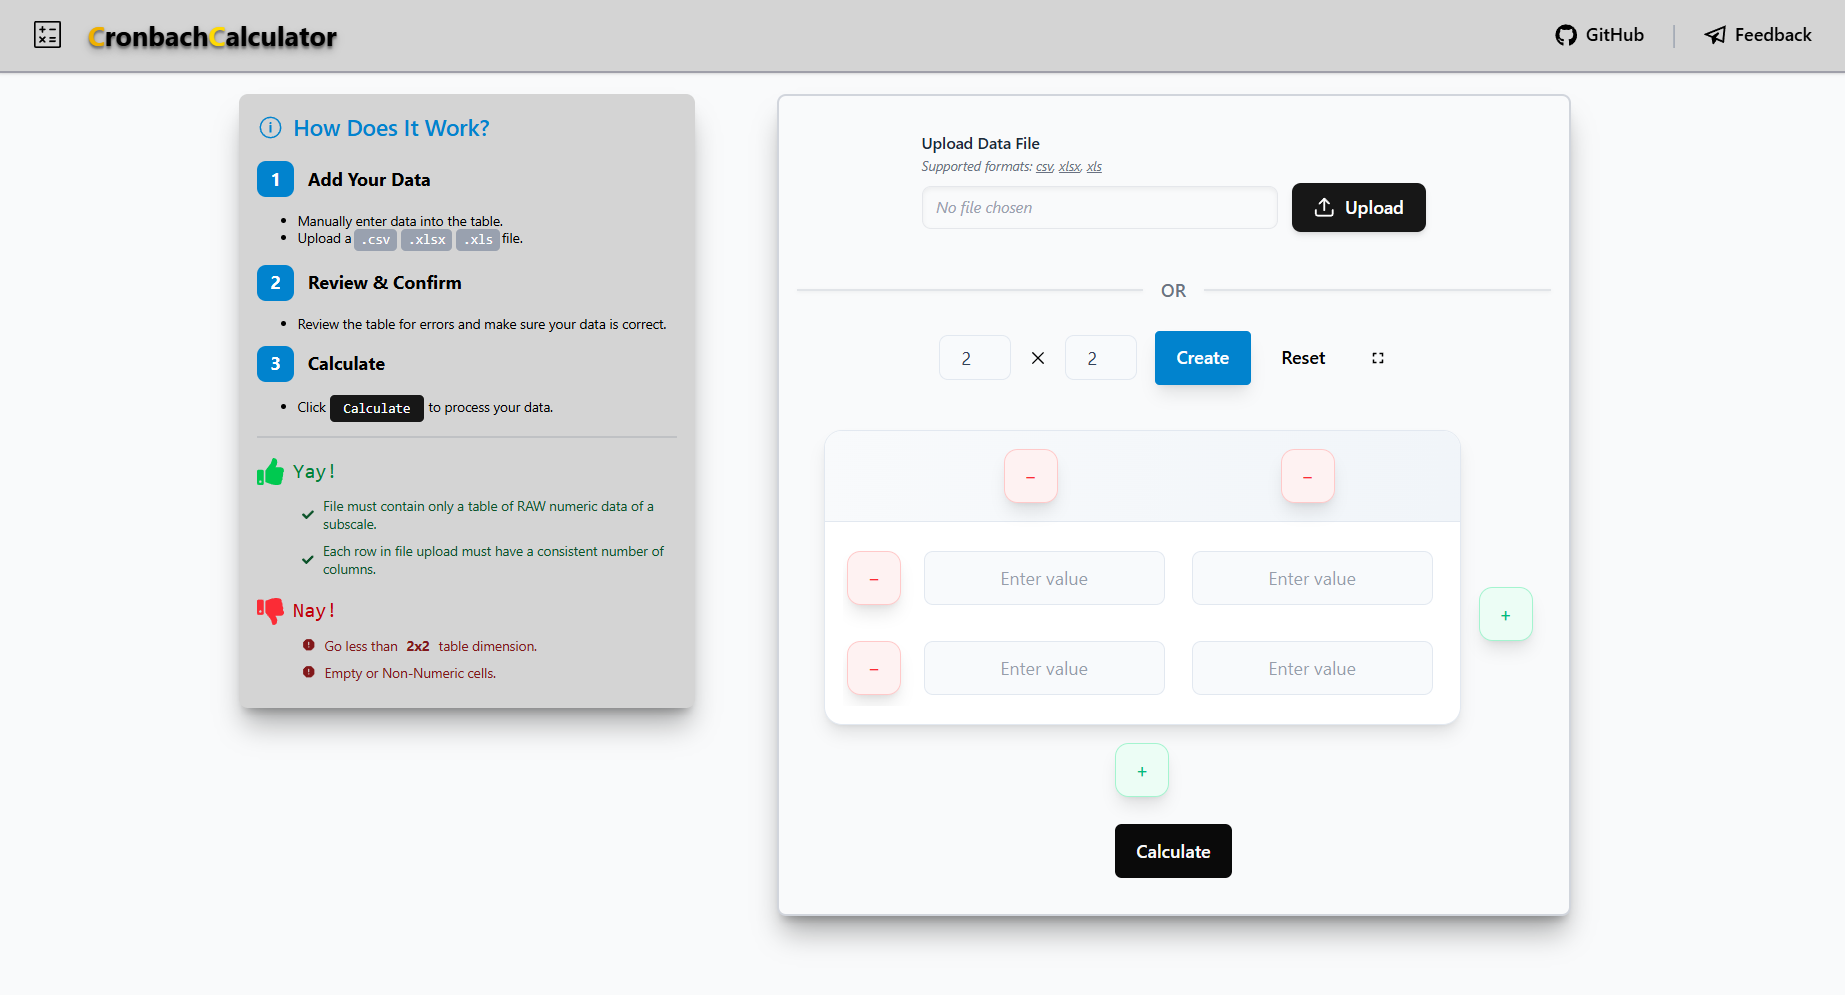 CronbachCalculator
GitHub
Feedback
How Does It Work?
1 Add Your Data
Manually enter data into the table.
Upload a .csv .xlsx .xls file.
2 Review & Confirm
Review the table for errors and make sure your data is correct.
3 Calculate
Click Calculate to process your data.
Yay!
File must contain only a table of RAW numeric data of a
subscale.
Each row in file upload must have a consistent number of
columns.
Nay!
Go less than 2x2 table dimension.
Empty or Non-Numeric cells.
Upload Data File
Supported formats: csv, xlsx, xls
No file chosen
Upload
OR
2 × 2 Create Reset
− −
− Enter value Enter value
+
− Enter value Enter value
+
Calculate